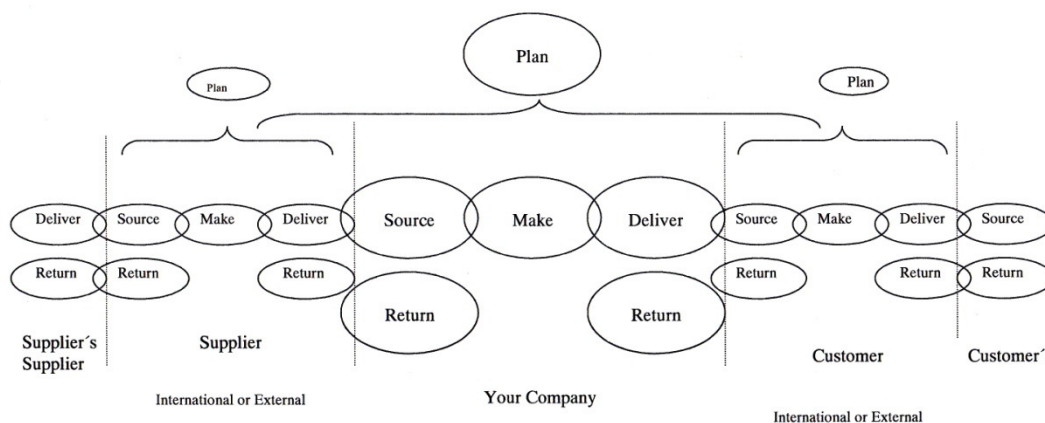 Plan
Plan
Plan
Deliver
Source
Make
Deliver
Source
Make
Deliver
Source
Make
Deliver
Source
Return
Return
Return
Return
Return
Return
Return
Return
Supplier´s
Supplier
Supplier
Customer
Customer´
International or External
Your Company
International or External